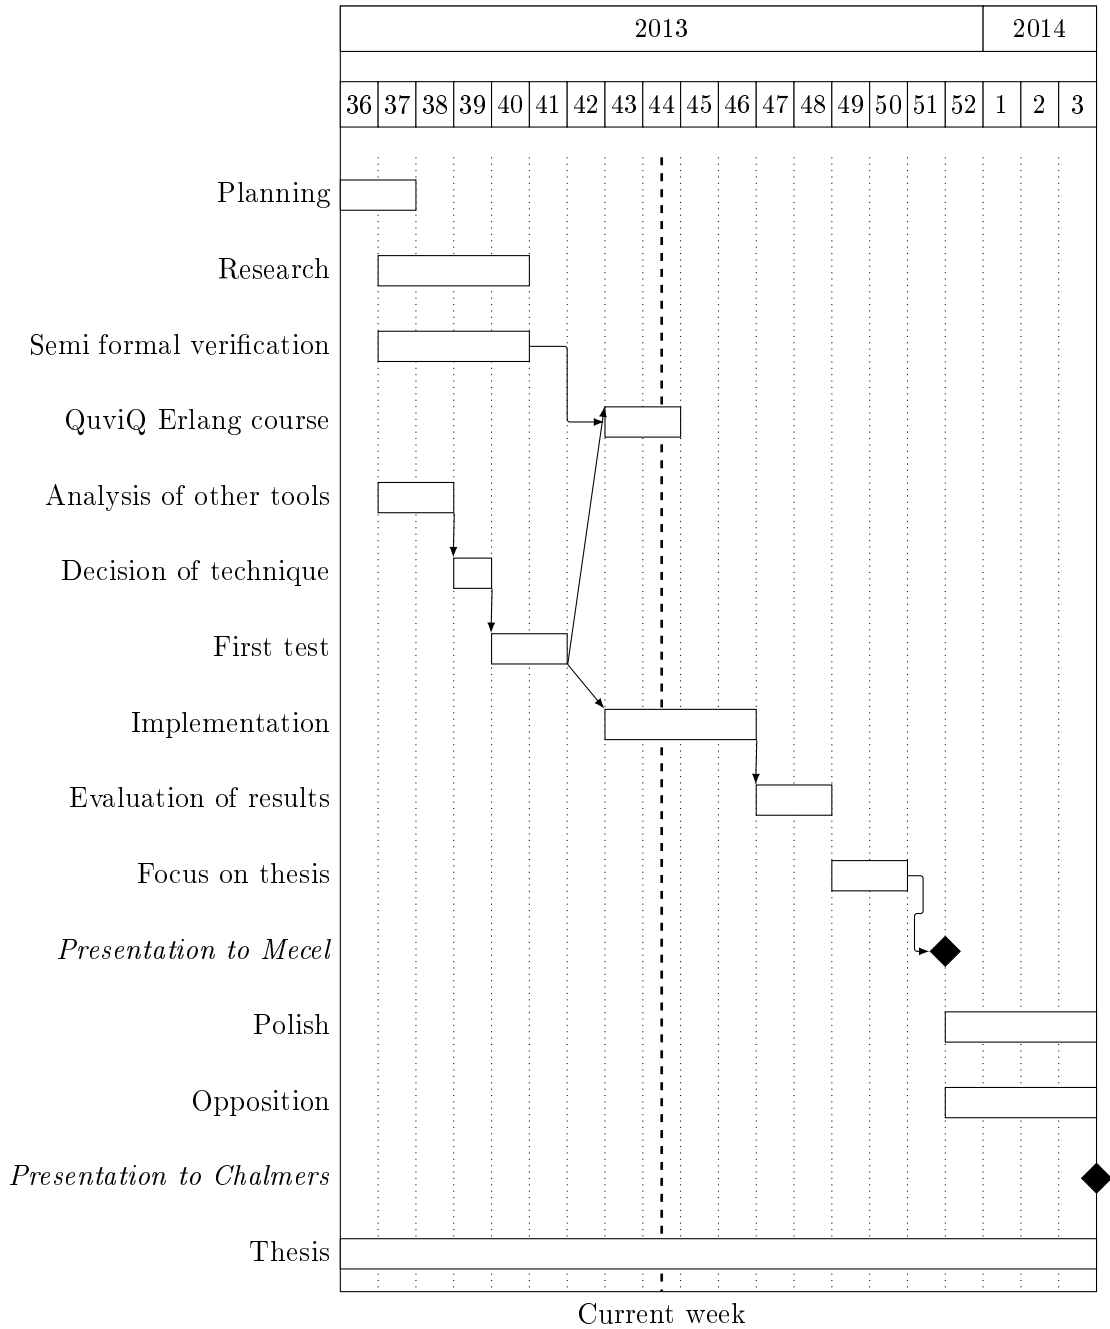 2013 2014
36 37 38 39 40 41 42 43 44 45 46 47 48 49 50 51 52 1 2 3
Planning
Research
Semi formal verification
QuviQ Erlang course
Analysis of other tools
Decision of technique
First test
Implementation
Evaluation of results
Focus on thesis
Presentation to Mecel
Polish
Opposition
Presentation to Chalmers
Thesis
Current week